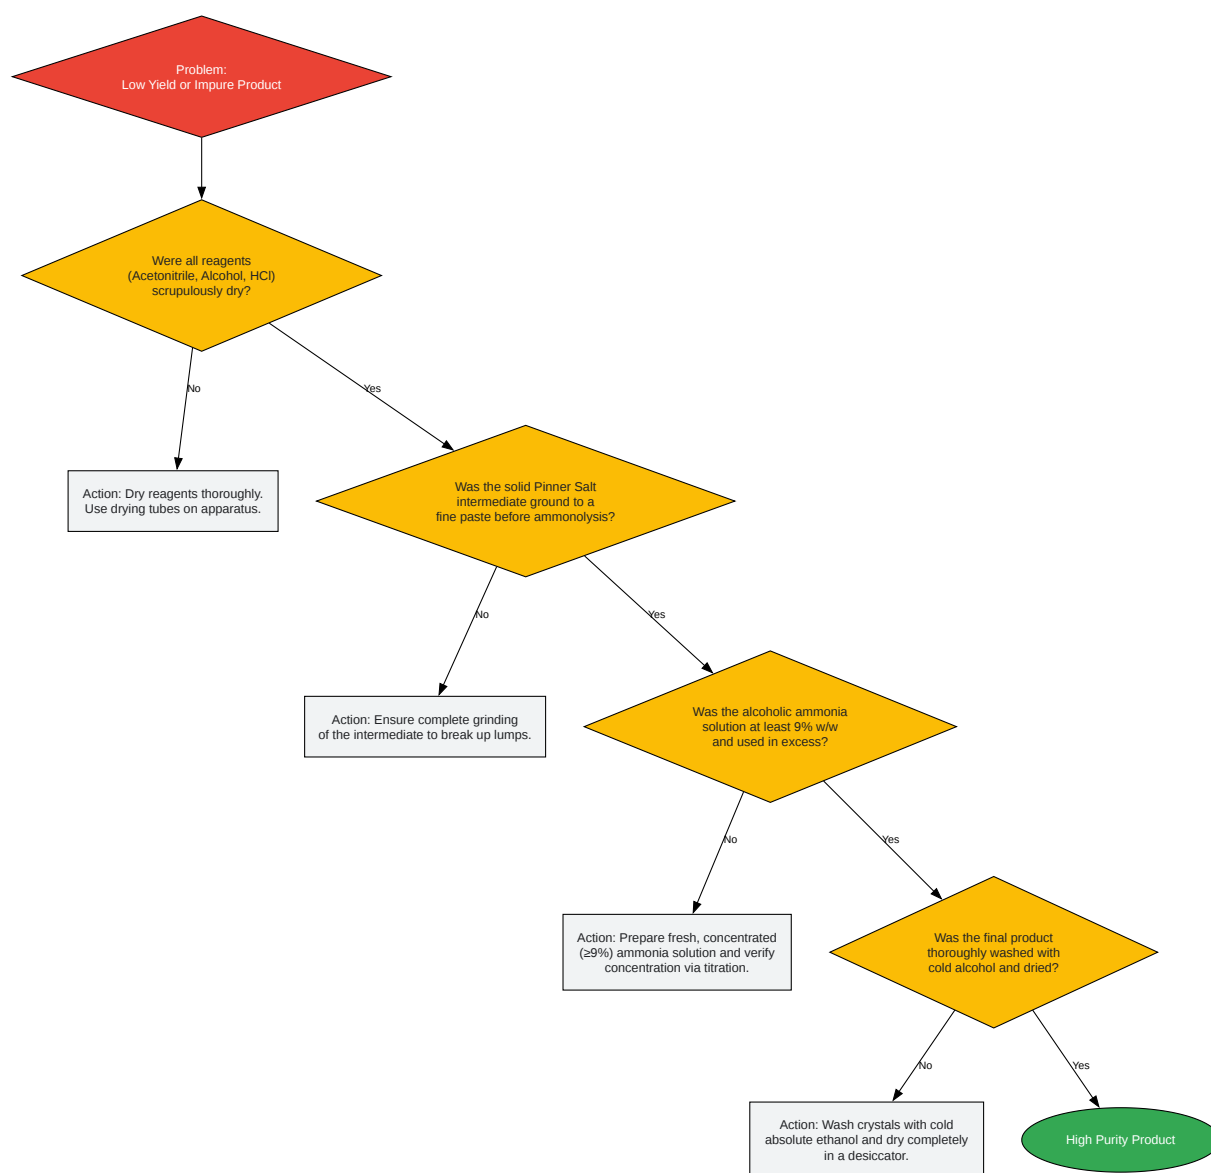 Problem:
Low Yield or Impure Product
Were all reagents
(Acetonitrile, Alcohol, HCl)
scrupulously dry?
No
Yes
Action: Dry reagents thoroughly.
Use drying tubes on apparatus.
Was the solid Pinner Salt
intermediate ground to a
fine paste before ammonolysis?
No
Yes
Action: Ensure complete grinding
of the intermediate to break up lumps.
Was the alcoholic ammonia
solution at least 9% w/w
and used in excess?
No
Yes
Action: Prepare fresh, concentrated
(≥9%) ammonia solution and verify
concentration via titration.
Was the final product
thoroughly washed with
cold alcohol and dried?
No
Yes
Action: Wash crystals with cold
absolute ethanol and dry completely
in a desiccator.
High Purity Product